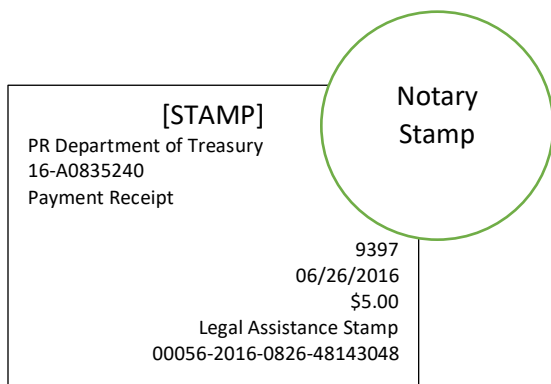 [STAMP]
PR Department of Treasury
16-A0835240
Payment Receipt
Notary
Stamp
9397
06/26/2016
$5.00
Legal Assistance Stamp
00056-2016-0826-48143048